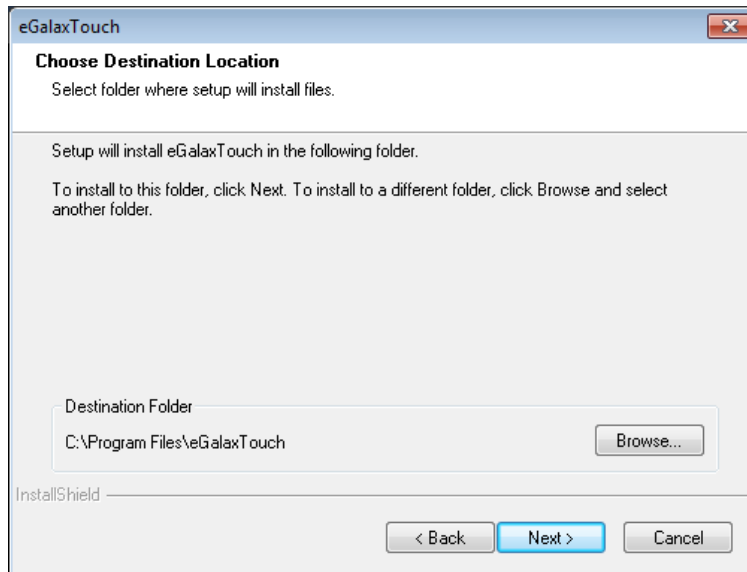 eGalaxTouch
Choose Destination Location
Select folder where setup will install files.
Setup will install eGalaxTouch in the following folder.
To install to this folder, click Next. To install to a different folder, click Browse and select
another folder.
Destination Folder
C:\Program Files\eGalaxTouch
Browse...
InstallShield
< Back
Next >
Cancel